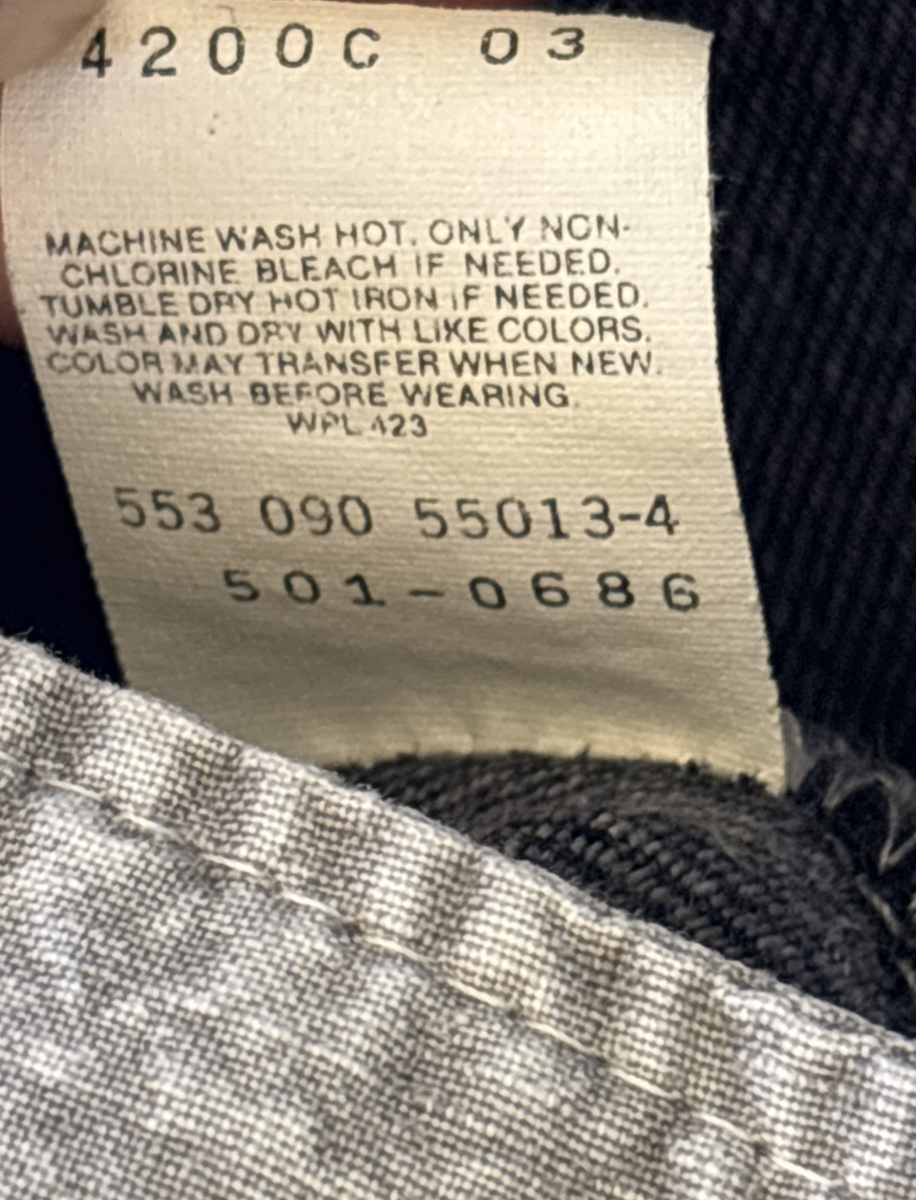 4200C 03
MACHINE WASH HOT. ONLY NON-
CHLORINE BLEACH IF NEEDED.
TUMBLE DRY HOT IRON IF NEEDED.
WASH AND DRY WITH LIKE COLORS.
COLOR MAY TRANSFER WHEN NEW.
WASH BEFORE WEARING.
WPL 423
553 090 55013-4
501-0686